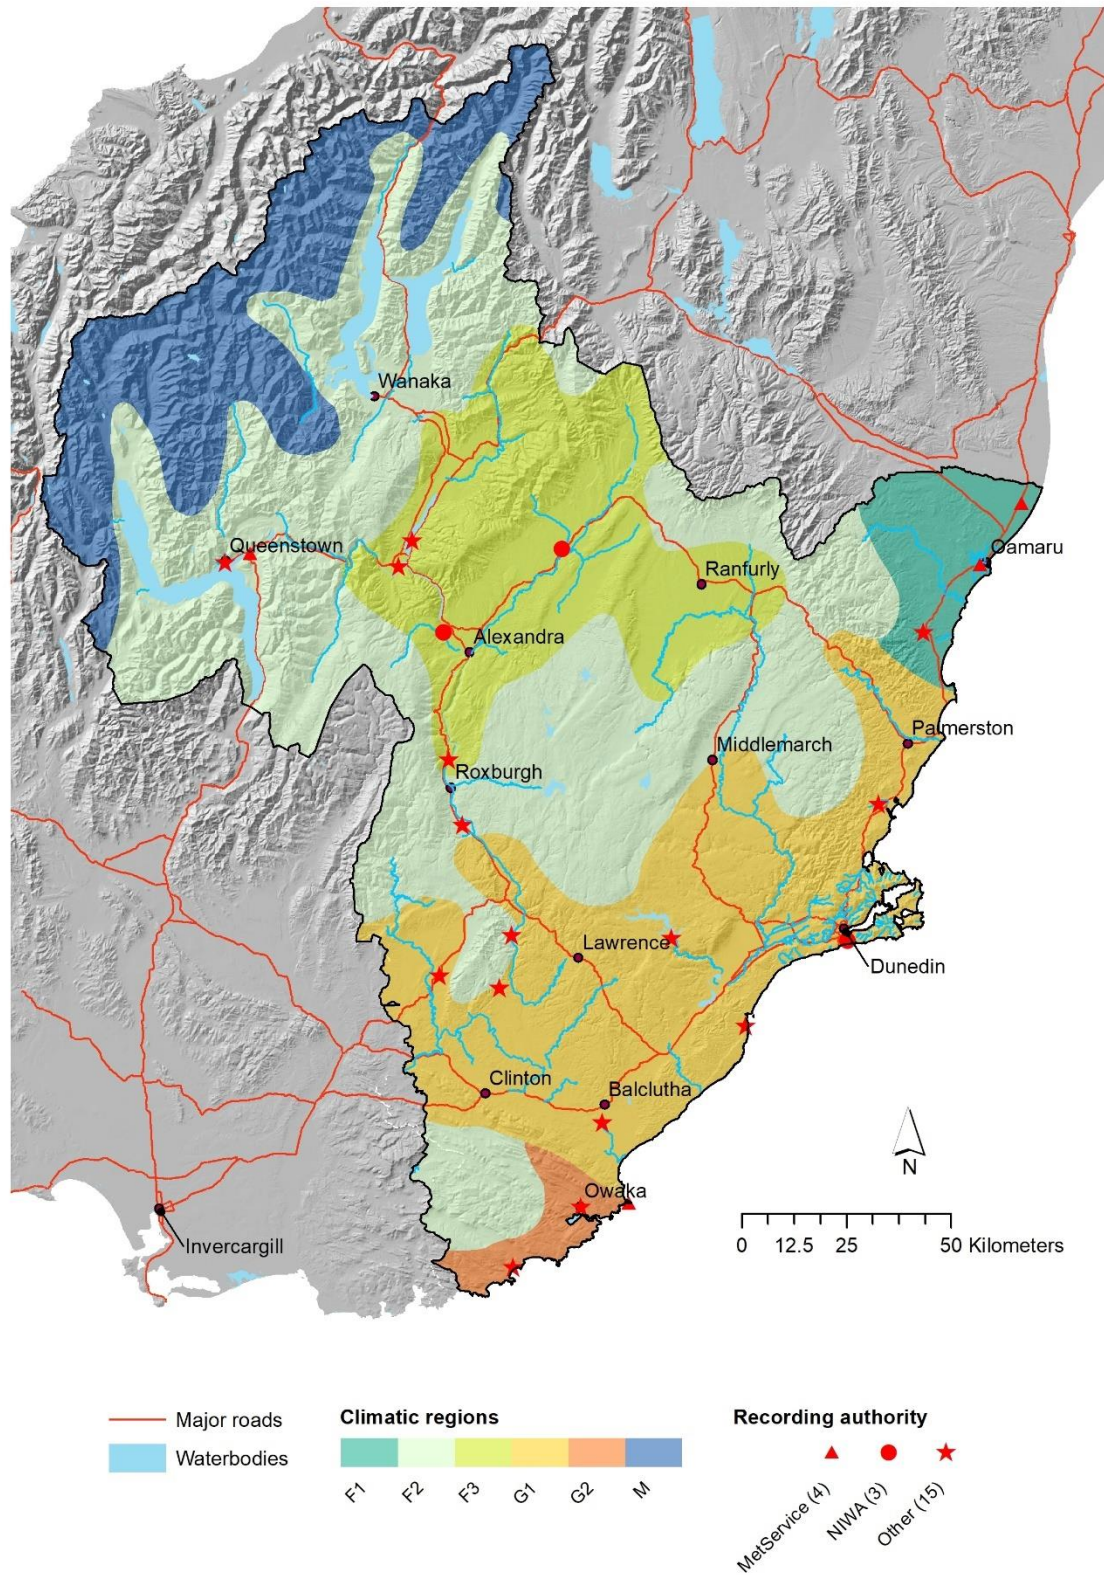 Wanaka
Queenstown
Oamaru
Ranfurly
Alexandra
Palmerston
Middlemarch
Roxburgh
Lawrence
Dunedin
Clinton
Balclutha
N
Owaka
0 12.5 25 50 Kilometers
Invercargill
Major roads
Waterbodies
Climatic regions
F1 F2 F3 G1 G2 M
Recording authority
MetService (4)
NIWA (3)
Other (15)